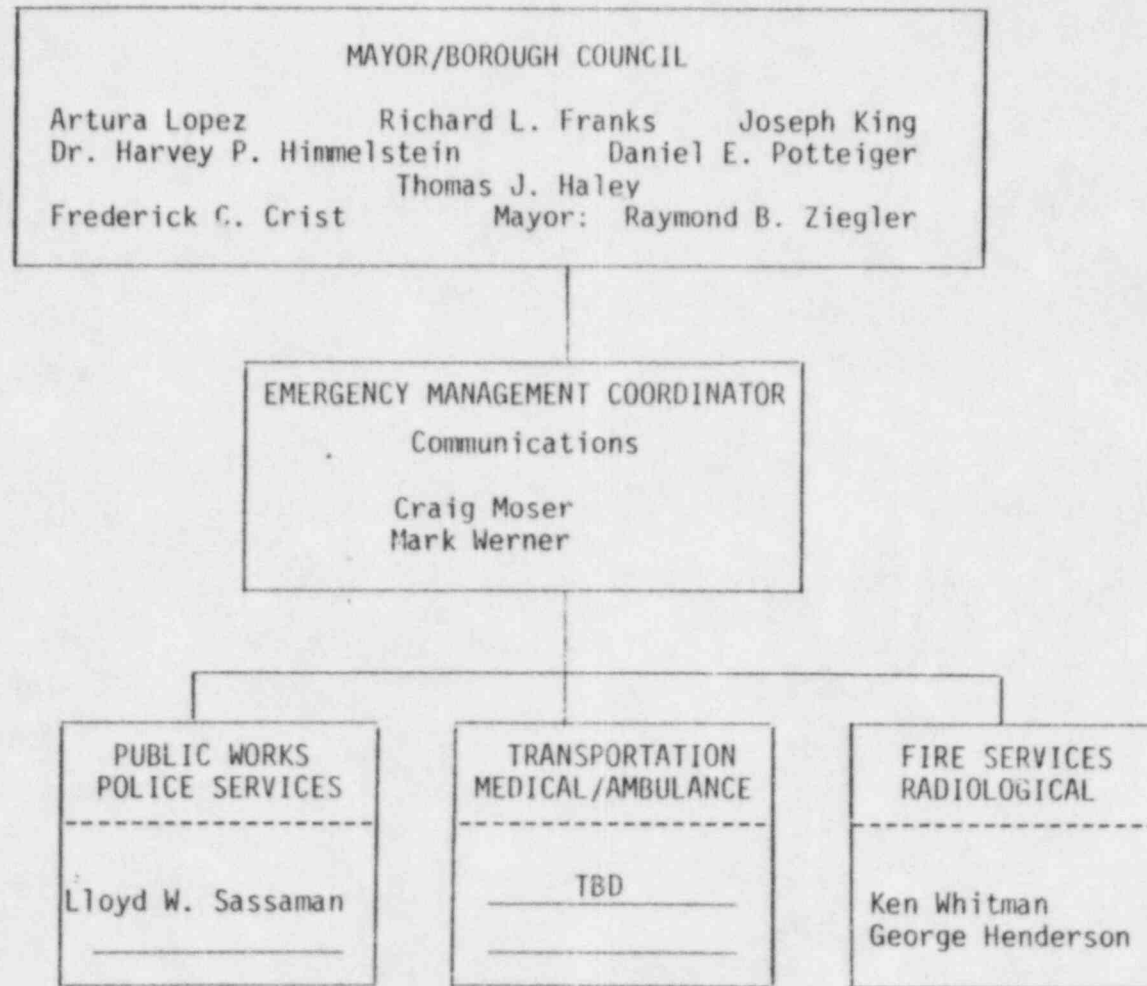 MAYOR/BOROUGH COUNCIL
Artura Lopez Richard L. Franks Joseph King
Dr. Harvey P. Himmelstein Daniel E. Potteiger
Thomas J. Haley
Frederick C. Crist Mayor: Raymond B. Ziegler
EMERGENCY MANAGEMENT COORDINATOR
Communications
Craig Moser
Mark Werner
PUBLIC WORKS
POLICE SERVICES
Lloyd W. Sassaman
TRANSPORTATION
MEDICAL/AMBULANCE
TBD
FIRE SERVICES
RADIOLOGICAL
Ken Whitman
George Henderson